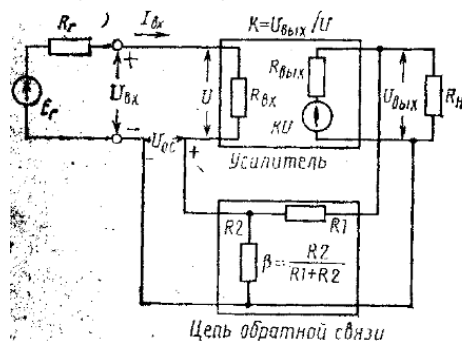 Rг
)
Iвх
K=Uвых/U
Eг
+
Uвх
−
U
Rвх
Rвых
KU
Uвых
Rн
− Uос +
Усилитель
R2
R1
β=R2/(R1+R2)
Цепь обратной связи